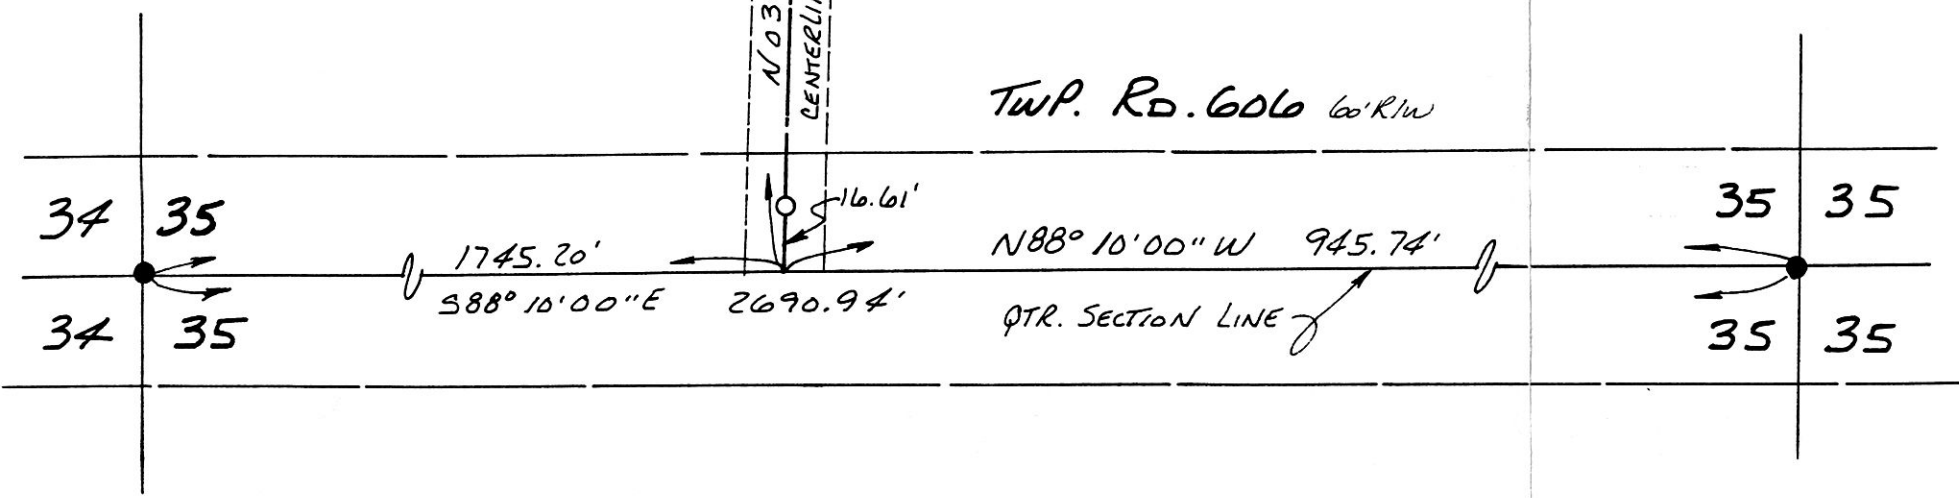 N 03
CENTERLI
TWP. RD. 606 60' R/W
34 35
35 35
16.61'
1745.20'
N88° 10' 00" W 945.74'
S88° 10' 00" E 2690.94'
QTR. SECTION LINE
34 35
35 35